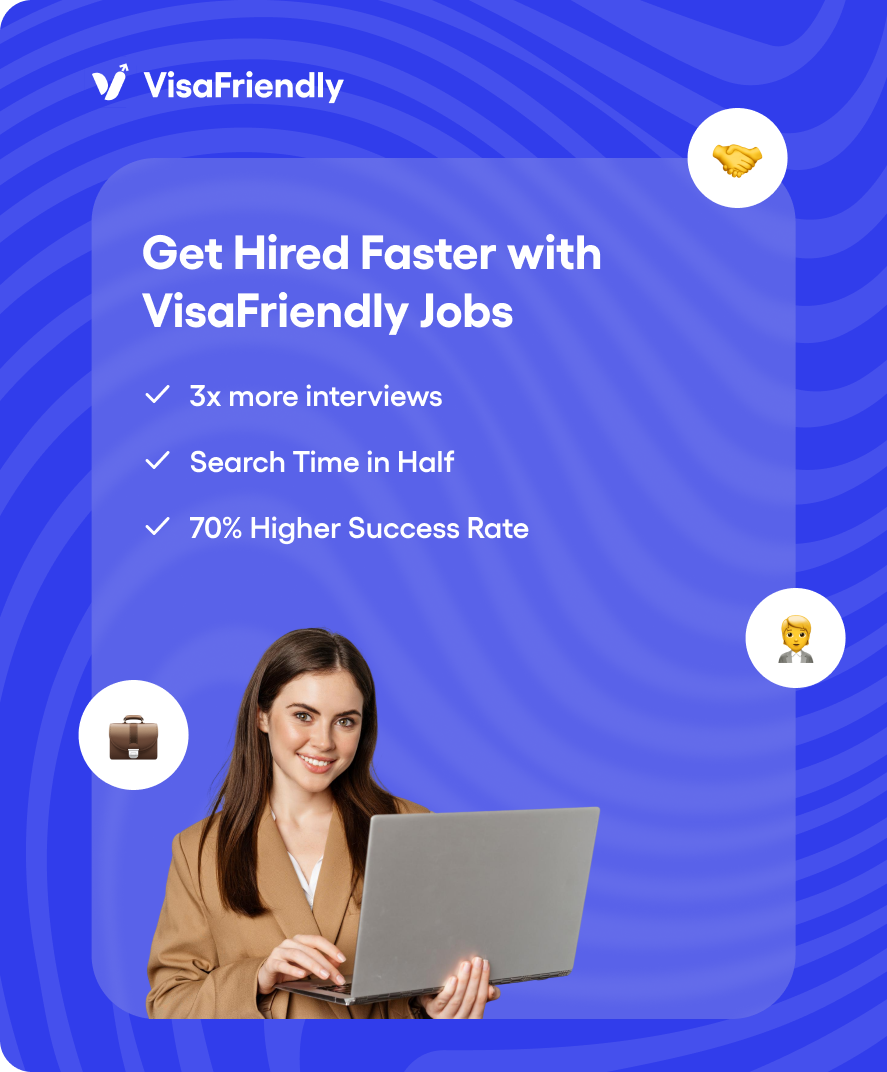 VisaFriendly
Get Hired Faster with
VisaFriendly Jobs
3x more interviews
Search Time in Half
70% Higher Success Rate